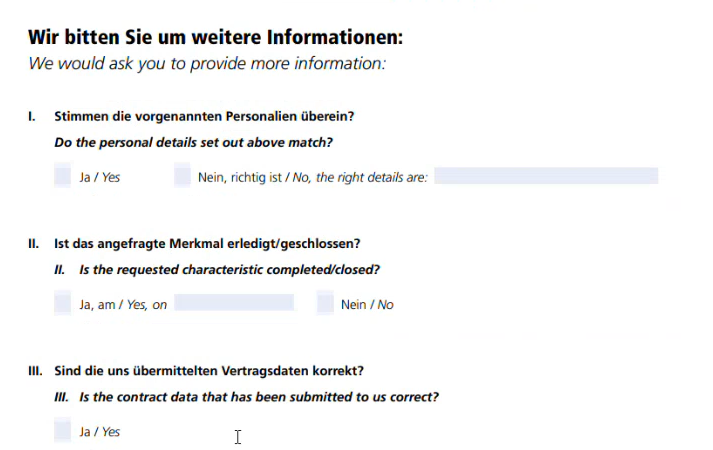 Wir bitten Sie um weitere Informationen:
We would ask you to provide more information:
I. Stimmen die vorgenannten Personalien überein?
Do the personal details set out above match?
Ja / Yes Nein, richtig ist / No, the right details are:
II. Ist das angefragte Merkmal erledigt/geschlossen?
II. Is the requested characteristic completed/closed?
Ja, am / Yes, on Nein / No
III. Sind die uns übermittelten Vertragsdaten korrekt?
III. Is the contract data that has been submitted to us correct?
Ja / Yes